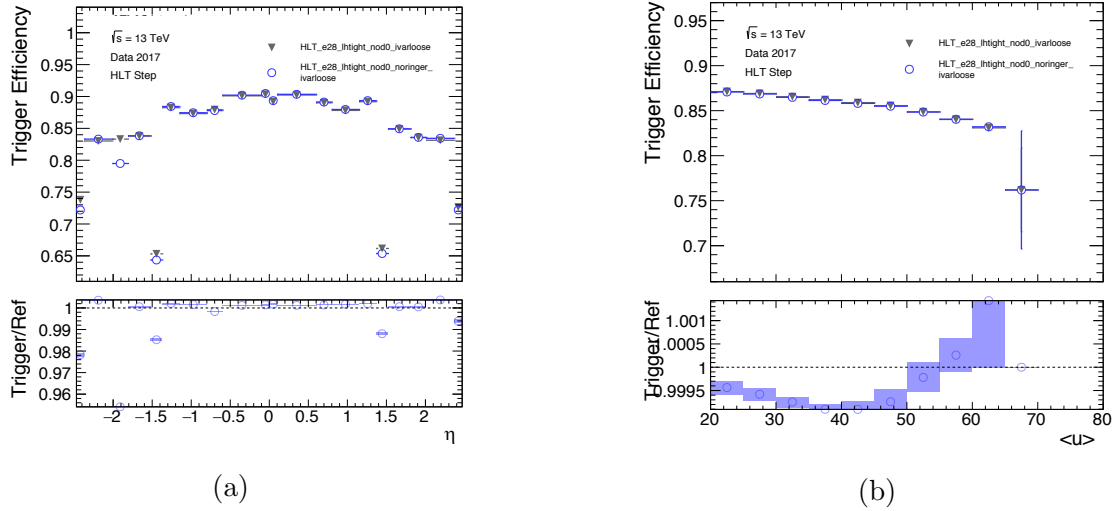 Trigger Efficiency
1
0.95
0.9
0.85
0.8
0.75
0.7
0.65
√s = 13 TeV
Data 2017
HLT Step
HLT_e28_lhtight_nod0_ivarloose
HLT_e28_lhtight_nod0_noringer_
ivarloose
Trigger/Ref
1
0.99
0.98
0.97
0.96
−2 −1.5 −1 −0.5 0 0.5 1 1.5 2
η
(a)
Trigger Efficiency
0.95
0.9
0.85
0.8
0.75
0.7
√s = 13 TeV
Data 2017
HLT Step
HLT_e28_lhtight_nod0_ivarloose
HLT_e28_lhtight_nod0_noringer_
ivarloose
Trigger/Ref
1.001
1.0005
1
0.9995
20 30 40 50 60 70 80
<u>
(b)